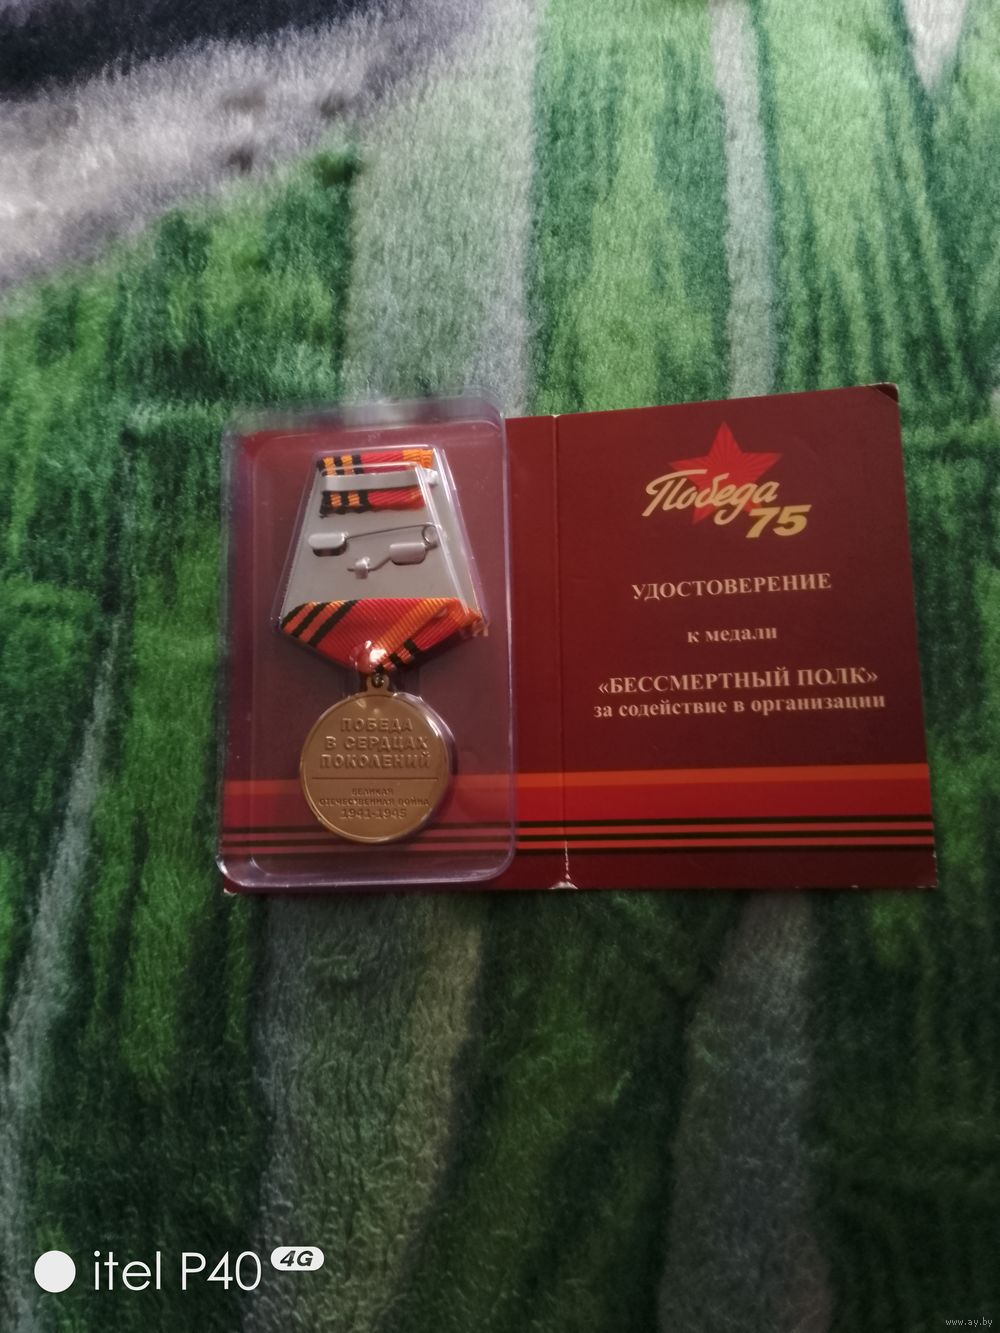 ПОБЕДА
В СЕРДЦАХ
ПОКОЛЕНИЙ
ВЕЛИКАЯ
ОТЕЧЕСТВЕННАЯ ВОЙНА
1941-1945
Победа
75
УДОСТОВЕРЕНИЕ
к медали
«БЕССМЕРТНЫЙ ПОЛК»
за содействие в организации
itel P40 4G
www.ay.by